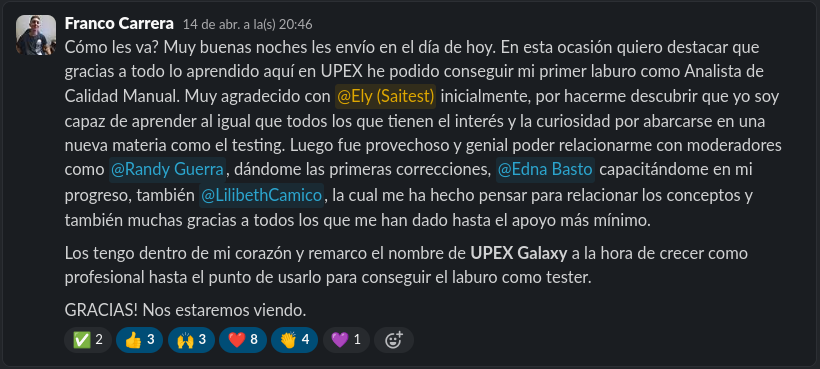 Franco Carrera 14 de abr. a la(s) 20:46
Cómo les va? Muy buenas noches les envío en el día de hoy. En esta ocasión quiero destacar que
gracias a todo lo aprendido aquí en UPEX he podido conseguir mi primer laburo como Analista de
Calidad Manual. Muy agradecido con @Ely (Saitest) inicialmente, por hacerme descubrir que yo soy
capaz de aprender al igual que todos los que tienen el interés y la curiosidad por abarcarse en una
nueva materia como el testing. Luego fue provechoso y genial poder relacionarme con moderadores
como @Randy Guerra, dándome las primeras correcciones, @Edna Basto capacitándome en mi
progreso, también @LilibethCamico, la cual me ha hecho pensar para relacionar los conceptos y
también muchas gracias a todos los que me han dado hasta el apoyo más mínimo.
Los tengo dentro de mi corazón y remarco el nombre de UPEX Galaxy a la hora de crecer como
profesional hasta el punto de usarlo para conseguir el laburo como tester.
GRACIAS! Nos estaremos viendo.
✅ 2 👍 3 🙌 3 ❤️ 8 👏 4 💜 1